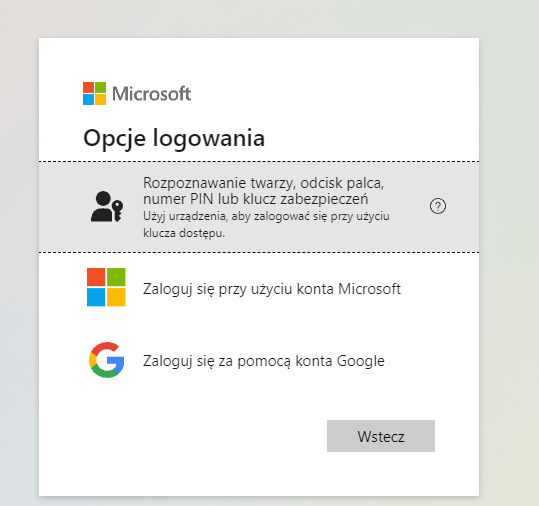 Microsoft
Opcje logowania
Rozpoznawanie twarzy, odcisk palca,
numer PIN lub klucz zabezpieczeń
Użyj urządzenia, aby zalogować się przy użyciu
klucza dostępu.
?
Zaloguj się przy użyciu konta Microsoft
Zaloguj się za pomocą konta Google
Wstecz